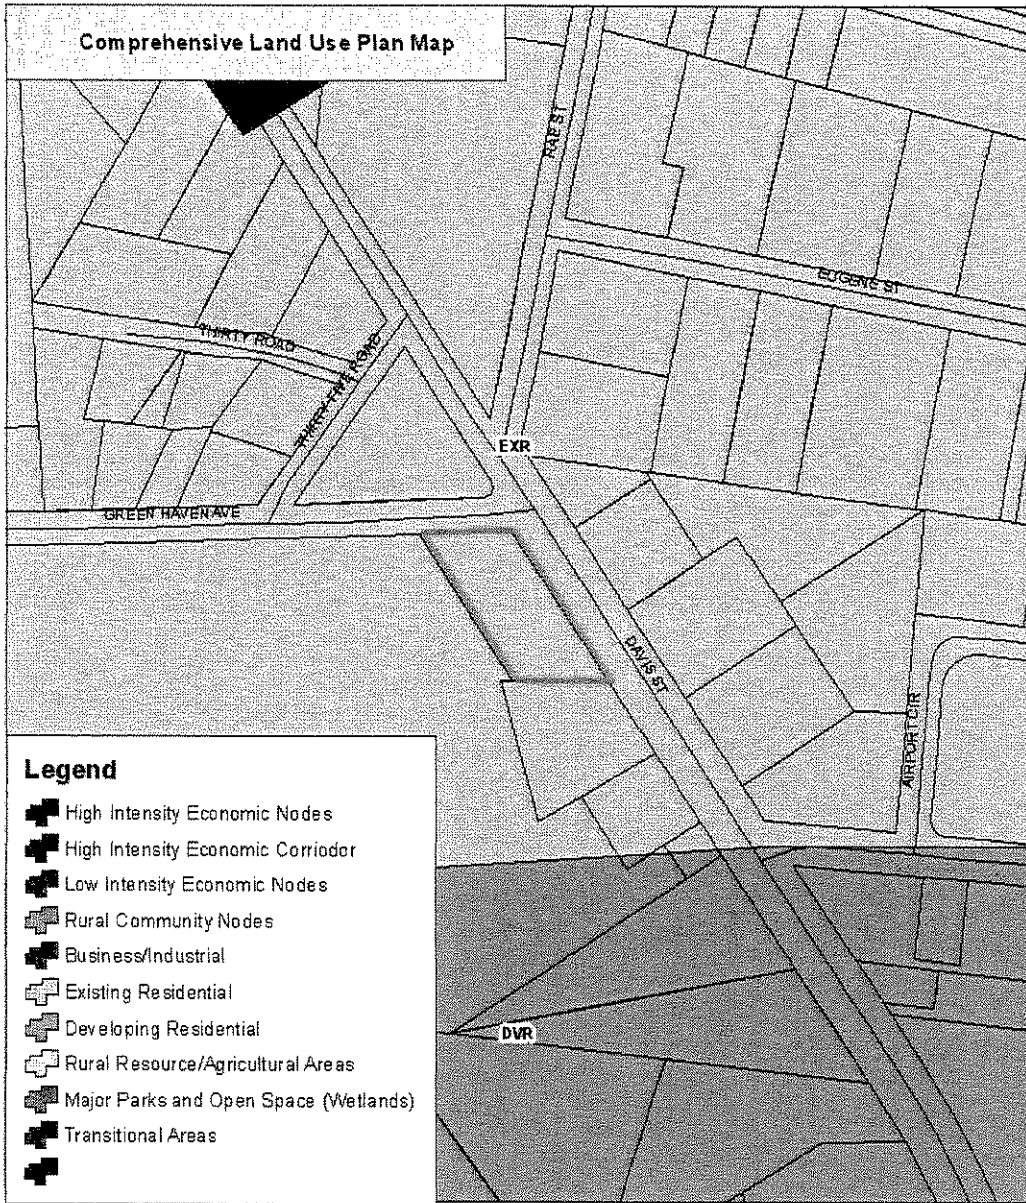 Comprehensive Land Use Plan Map
RAE ST
EUGENE ST
THIRTY ROAD
THIRTY FIVE ROAD
EXR
GREEN HAVEN AVE
DAVIS ST
AIRPORT CIR
Legend
High Intensity Economic Nodes
High Intensity Economic Corriodor
Low Intensity Economic Nodes
Rural Community Nodes
Business/Industrial
Existing Residential
Developing Residential
Rural Resource/Agricultural Areas
Major Parks and Open Space (Wetlands)
Transitional Areas
DVR